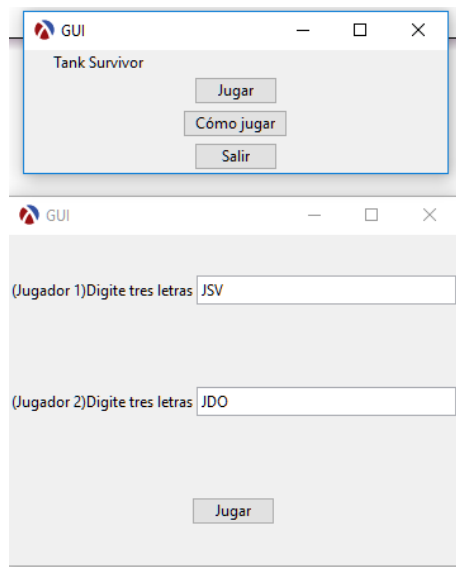 GUI
Tank Survivor
Jugar
Cómo jugar
Salir
GUI
(Jugador 1)Digite tres letras JSV
(Jugador 2)Digite tres letras JDO
Jugar